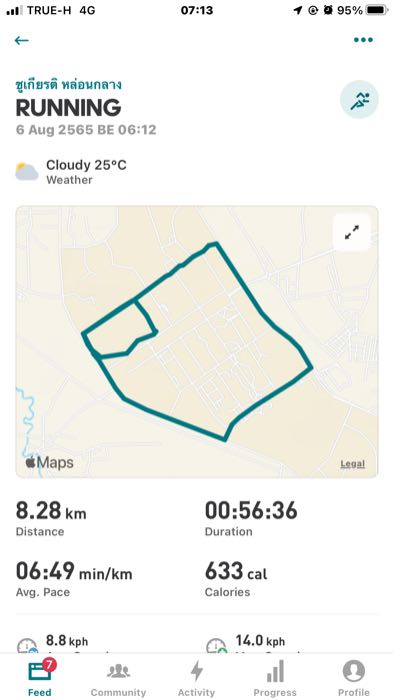 TRUE-H 4G 07:13 95%
ชูเกียรติ หล่อนกลาง
RUNNING
6 Aug 2565 BE 06:12
Cloudy 25°C
Weather
Maps Legal
8.28 km 00:56:36
Distance Duration
06:49 min/km 633 cal
Avg. Pace Calories
8.8 kph 14.0 kph
7
Feed Community Activity Progress Profile